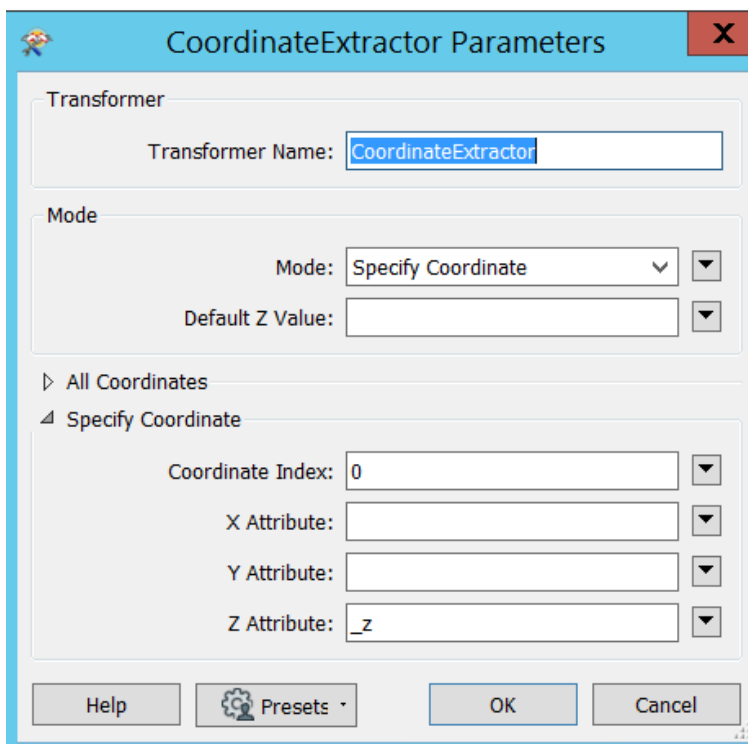 CoordinateExtractor Parameters
X
Transformer
Transformer Name: CoordinateExtractor
Mode
Mode: Specify Coordinate
Default Z Value:
All Coordinates
Specify Coordinate
Coordinate Index: 0
X Attribute:
Y Attribute:
Z Attribute: _z
Help Presets OK Cancel